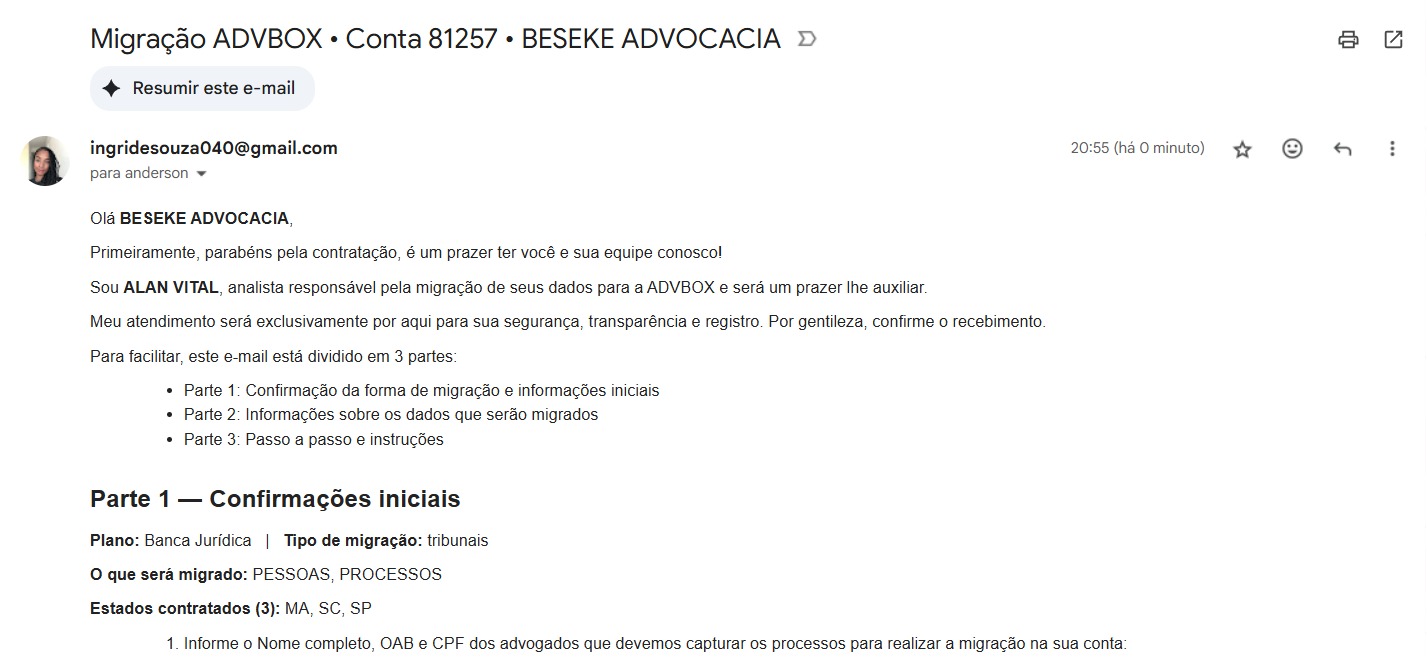 Migração ADVBOX • Conta 81257 • BESEKE ADVOCACIA
Resumir este e-mail
ingridesouza040@gmail.com
20:55 (há 0 minuto)
para anderson
Olá BESEKE ADVOCACIA,
Primeiramente, parabéns pela contratação, é um prazer ter você e sua equipe conosco!
Sou ALAN VITAL, analista responsável pela migração de seus dados para a ADVBOX e será um prazer lhe auxiliar.
Meu atendimento será exclusivamente por aqui para sua segurança, transparência e registro. Por gentileza, confirme o recebimento.
Para facilitar, este e-mail está dividido em 3 partes:
• Parte 1: Confirmação da forma de migração e informações iniciais
• Parte 2: Informações sobre os dados que serão migrados
• Parte 3: Passo a passo e instruções
Parte 1 — Confirmações iniciais
Plano: Banca Jurídica | Tipo de migração: tribunais
O que será migrado: PESSOAS, PROCESSOS
Estados contratados (3): MA, SC, SP
1. Informe o Nome completo, OAB e CPF dos advogados que devemos capturar os processos para realizar a migração na sua conta: